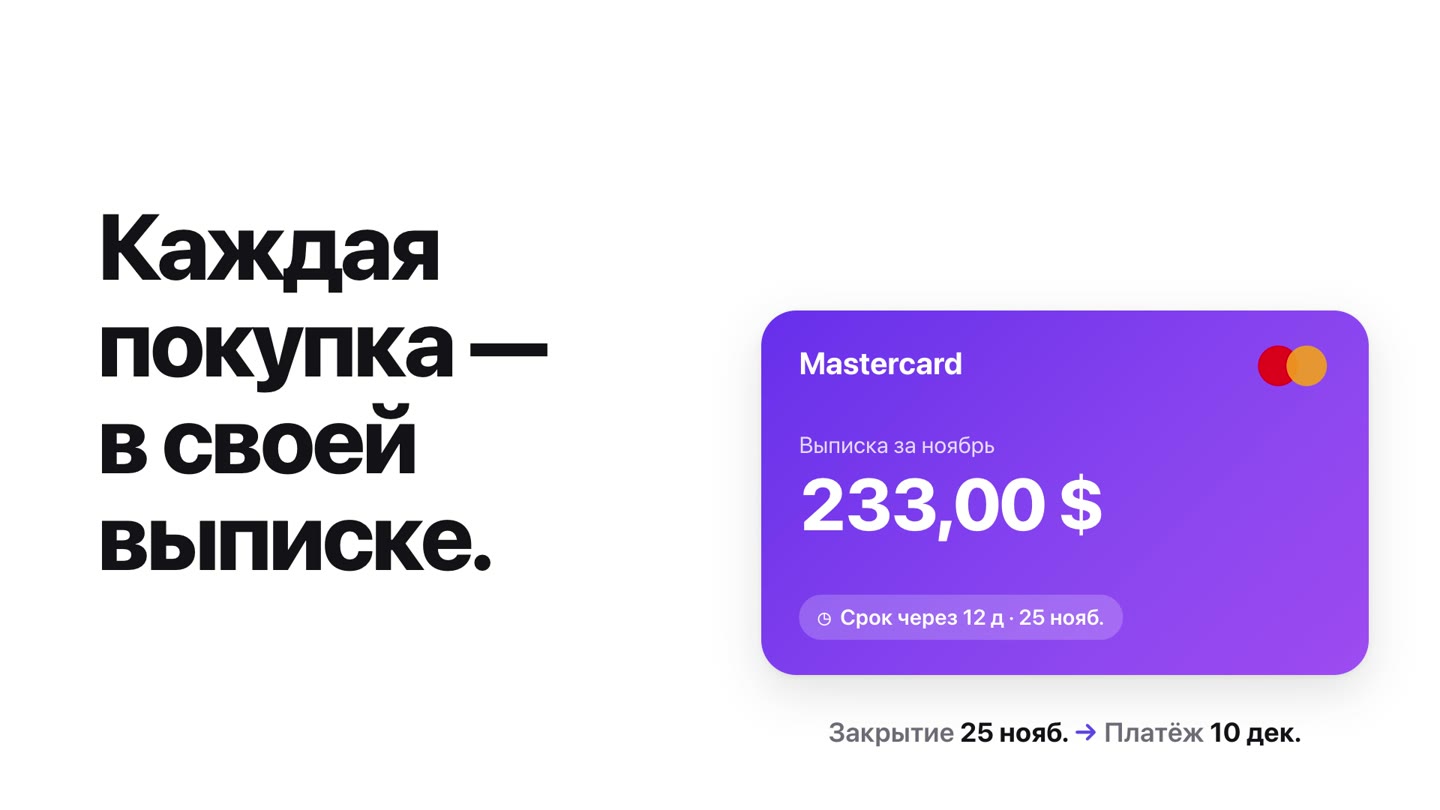 Каждая
покупка —
в своей
выписке.
Mastercard
Выписка за ноябрь
233,00 $
Срок через 12 д · 25 нояб.
Закрытие 25 нояб. → Платёж 10 дек.